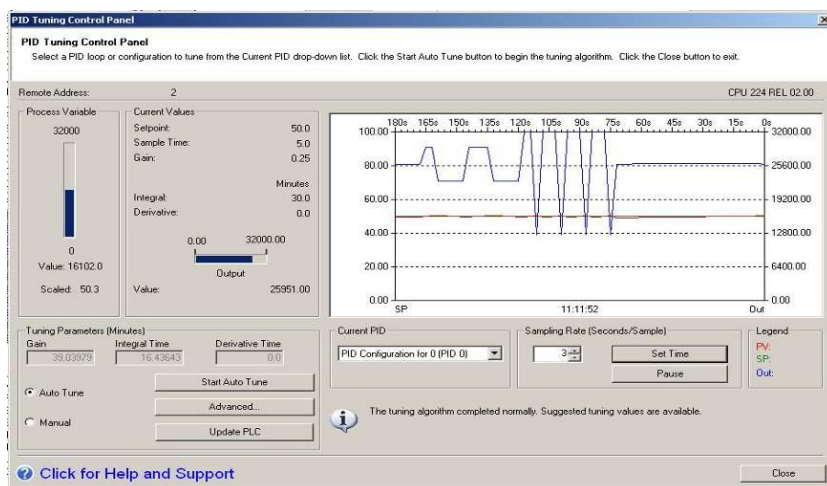 PID Tuning Control Panel
PID Tuning Control Panel
Select a PID loop or configuration to tune from the Current PID drop-down list. Click the Start Auto Tune button to begin the tuning algorithm. Click the Close button to exit.
Remote Address: 2 CPU 224 REL 02.00
Process Variable
32000
0
Value: 16102.0
Scaled: 50.3
Current Values
Setpoint: 50.0
Sample Time: 5.0
Gain: 0.25
Minutes
Integral: 30.0
Derivative: 0.0
0.00 32000.00
Output
Value: 25951.00
180s 165s 150s 135s 120s 105s 90s 75s 60s 45s 30s 15s 0s
100.00 32000.00
80.00 25600.00
60.00 19200.00
40.00 12800.00
20.00 6400.00
0.00 0.00
SP 11:11:52 Out
Tuning Parameters (Minutes)
Gain Integral Time Derivative Time
39.03979 16.43643 0.0
Auto Tune
Manual
Start Auto Tune
Advanced...
Update PLC
Current PID
PID Configuration for 0 (PID 0)
Sampling Rate (Seconds/Sample)
3
Set Time
Pause
Legend
PV:
SP:
Out:
The tuning algorithm completed normally. Suggested tuning values are available.
Click for Help and Support
Close